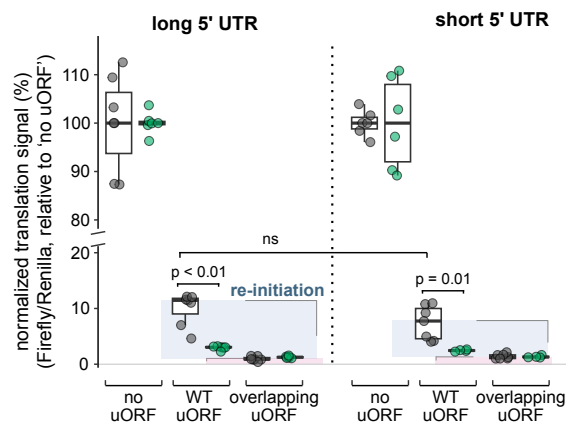 long 5' UTR
short 5' UTR
normalized translation signal (%)
(Firefly/Renilla, relative to 'no uORF')
110
100
90
80
20
10
0
ns
p < 0.01
p = 0.01
re-initiation
no
uORF
WT
uORF
overlapping
uORF
no
uORF
WT
uORF
overlapping
uORF